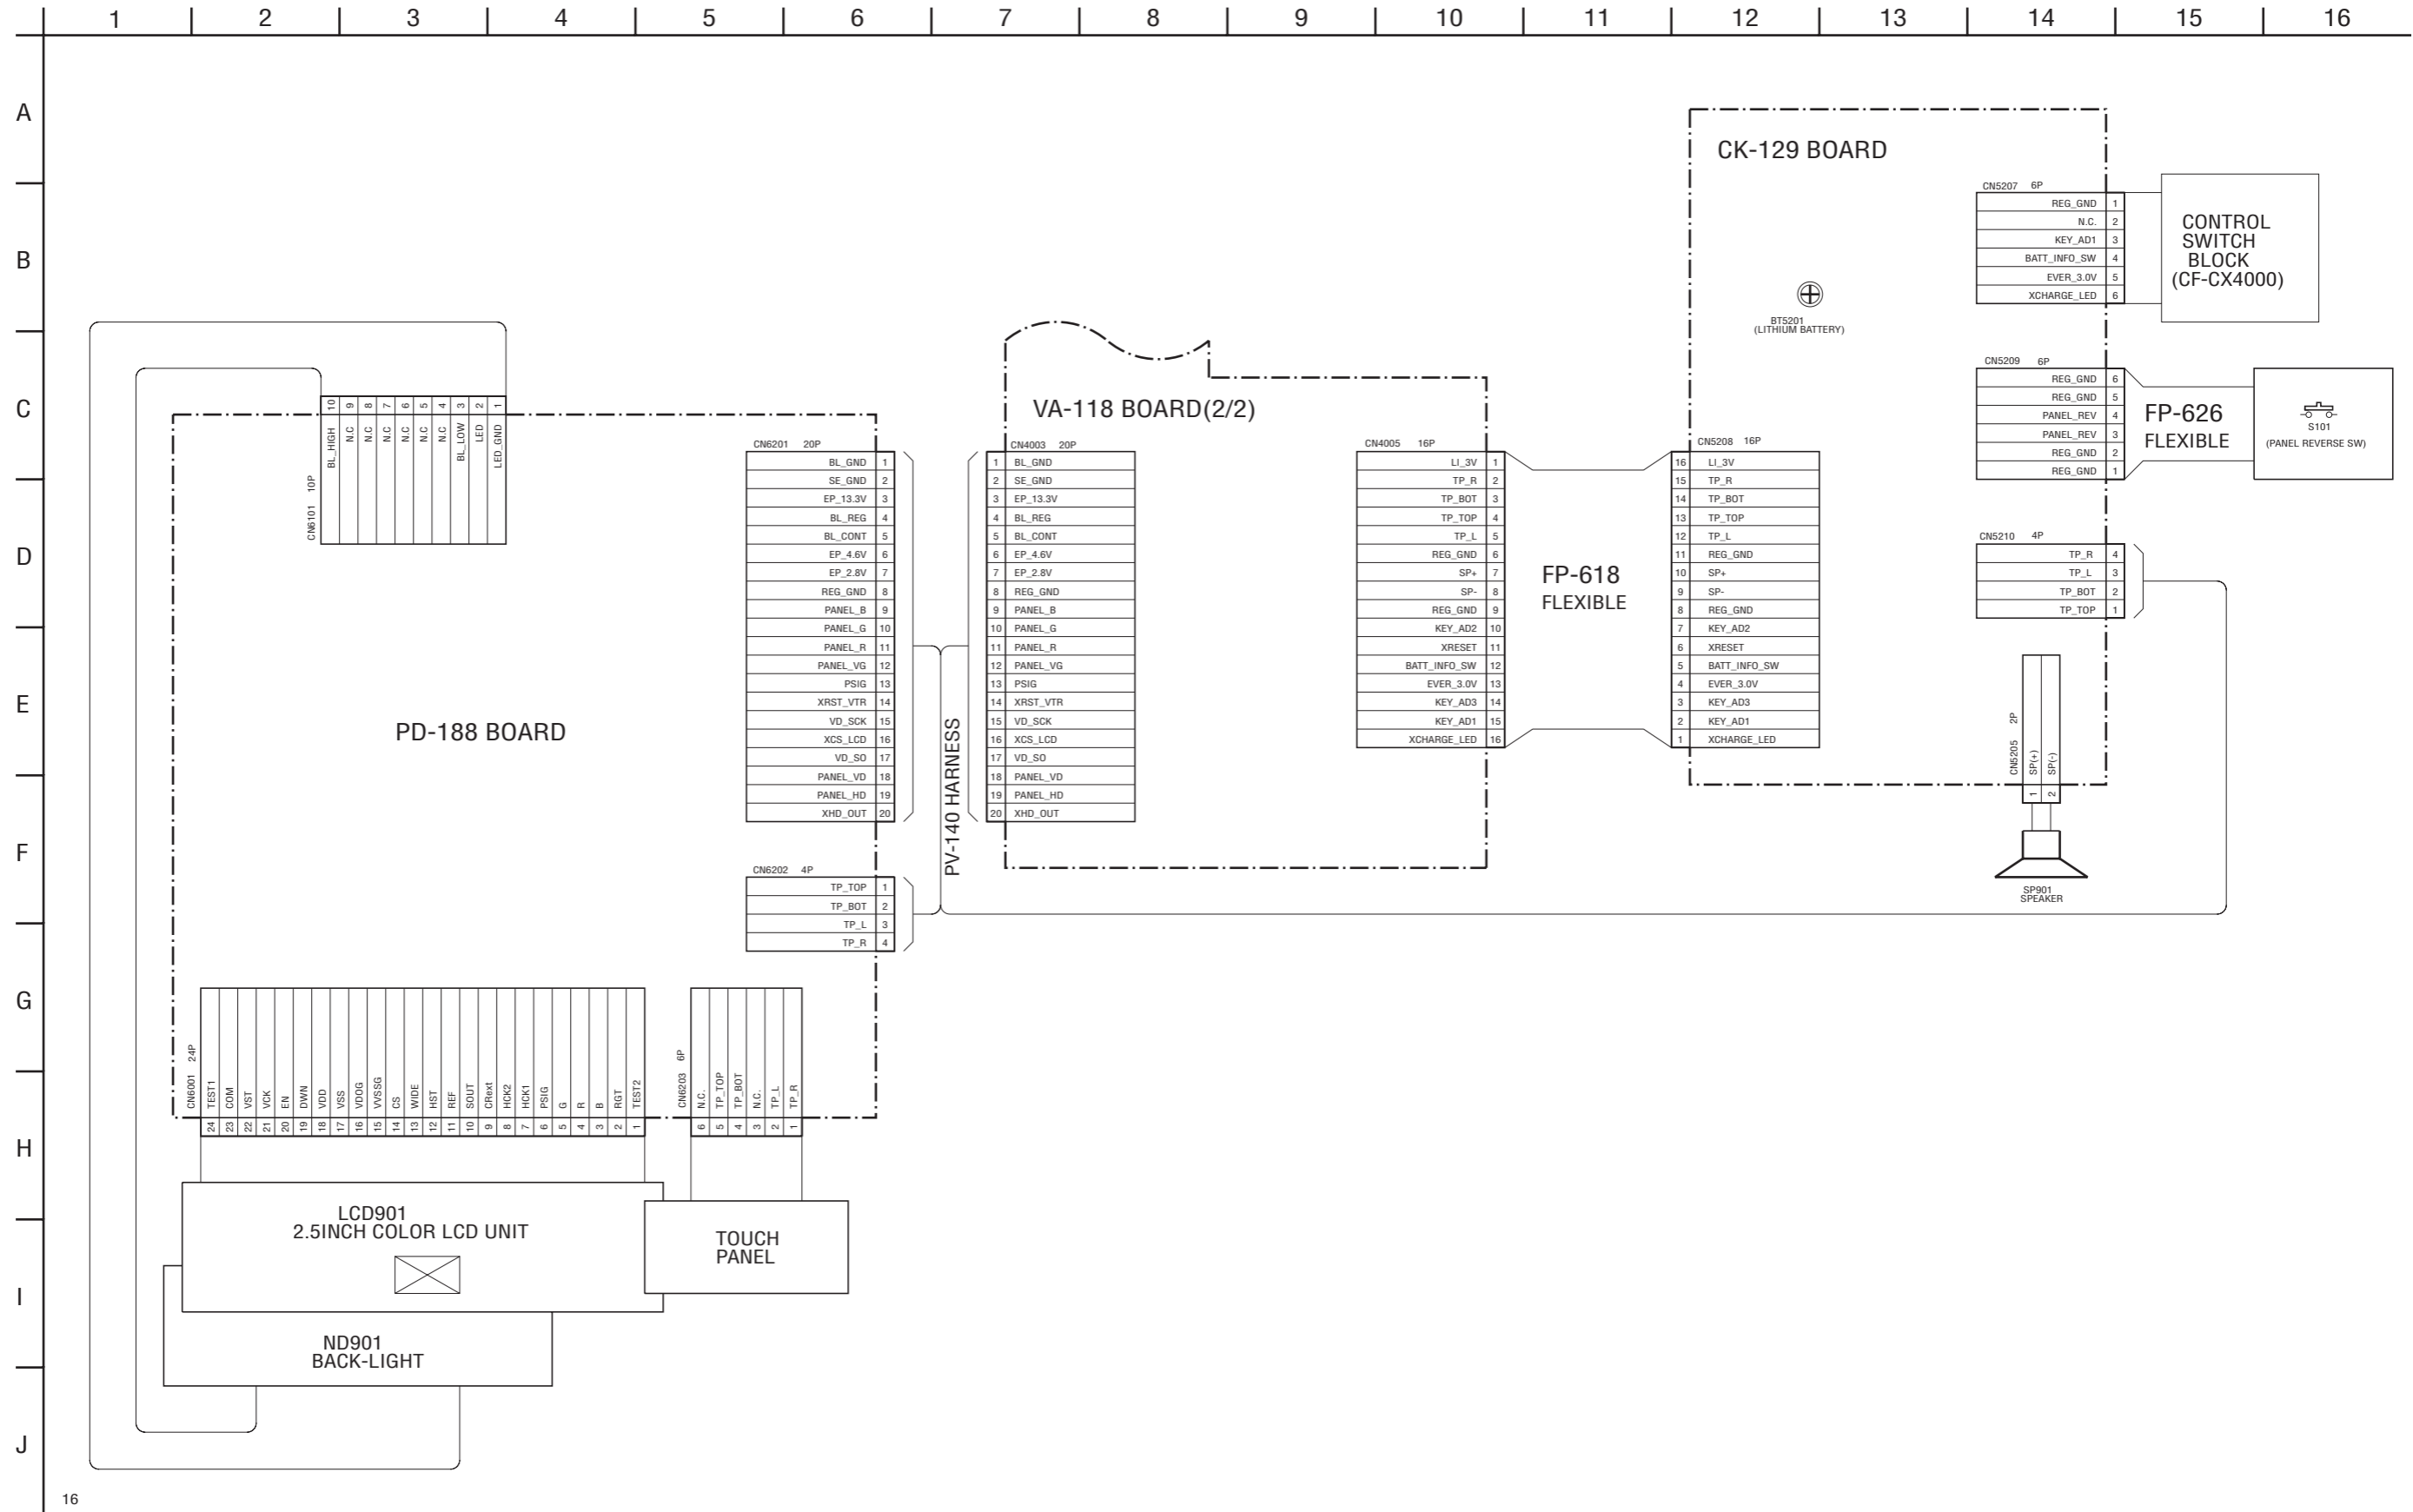 1 2 3 4 5 6 7 8 9 10 11 12 13 14 15 16
A
B
C
D
E
F
G
H
I
J
CK-129 BOARD
BT5201
(LITHIUM BATTERY)
CN5207 6P
REG_GND 1
N.C. 2
KEY_AD1 3
BATT_INFO_SW 4
EVER_3.0V 5
XCHARGE_LED 6
CONTROL
SWITCH
BLOCK
(CF-CX4000)
CN5209 6P
REG_GND 6
REG_GND 5
PANEL_REV 4
PANEL_REV 3
REG_GND 2
REG_GND 1
FP-626
FLEXIBLE
S101
(PANEL REVERSE SW)
CN6101 10P
10 BL_HIGH
9 N.C
8 N.C
7 N.C
6 N.C
5 N.C
4 N.C
3 BL_LOW
2 LED
1 LED_GND
PD-188 BOARD
CN6201 20P
BL_GND 1
SE_GND 2
EP_13.3V 3
BL_REG 4
BL_CONT 5
EP_4.6V 6
EP_2.8V 7
REG_GND 8
PANEL_B 9
PANEL_G 10
PANEL_R 11
PANEL_VG 12
PSIG 13
XRST_VTR 14
VD_SCK 15
XCS_LCD 16
VD_SO 17
PANEL_VD 18
PANEL_HD 19
XHD_OUT 20
PV-140 HARNESS
VA-118 BOARD(2/2)
CN4003 20P
1 BL_GND
2 SE_GND
3 EP_13.3V
4 BL_REG
5 BL_CONT
6 EP_4.6V
7 EP_2.8V
8 REG_GND
9 PANEL_B
10 PANEL_G
11 PANEL_R
12 PANEL_VG
13 PSIG
14 XRST_VTR
15 VD_SCK
16 XCS_LCD
17 VD_SO
18 PANEL_VD
19 PANEL_HD
20 XHD_OUT
CN4005 16P
LI_3V 1
TP_R 2
TP_BOT 3
TP_TOP 4
TP_L 5
REG_GND 6
SP+ 7
SP- 8
REG_GND 9
KEY_AD2 10
XRESET 11
BATT_INFO_SW 12
EVER_3.0V 13
KEY_AD3 14
KEY_AD1 15
XCHARGE_LED 16
FP-618
FLEXIBLE
CN5208 16P
16 LI_3V
15 TP_R
14 TP_BOT
13 TP_TOP
12 TP_L
11 REG_GND
10 SP+
9 SP-
8 REG_GND
7 KEY_AD2
6 XRESET
5 BATT_INFO_SW
4 EVER_3.0V
3 KEY_AD3
2 KEY_AD1
1 XCHARGE_LED
CN5210 4P
TP_R 4
TP_L 3
TP_BOT 2
TP_TOP 1
CN5205 2P
SP(+) 1
SP(-) 2
SP901
SPEAKER
CN6202 4P
TP_TOP 1
TP_BOT 2
TP_L 3
TP_R 4
CN6001 24P
TEST1 24
COM 23
VST 22
VCK 21
EN 20
DWN 19
VDD 18
VSS 17
VDOG 16
VVSSG 15
CS 14
WIDE 13
HST 12
REF 11
SOUT 10
CRext 9
HCK2 8
HCK1 7
PSIG 6
G 5
R 4
B 3
RGT 2
TEST2 1
CN6203 6P
N.C. 6
TP_TOP 5
TP_BOT 4
N.C. 3
TP_L 2
TP_R 1
LCD901
2.5INCH COLOR LCD UNIT
TOUCH
PANEL
ND901
BACK-LIGHT
16